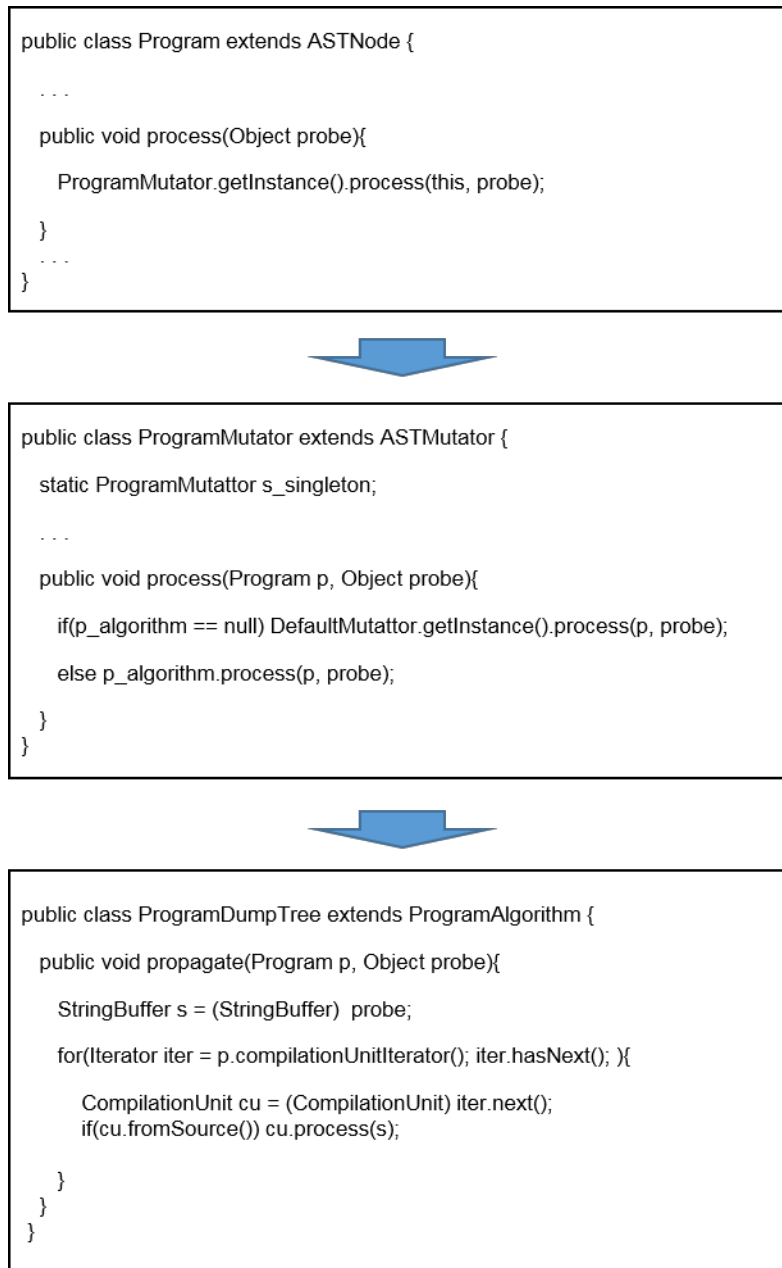 public class Program extends ASTNode {
. . .
public void process(Object probe){
ProgramMutator.getInstance().process(this, probe);
}
. . .
}
public class ProgramMutator extends ASTMutator {
static ProgramMutattor s_singleton;
. . .
public void process(Program p, Object probe){
if(p_algorithm == null) DefaultMutattor.getInstance().process(p, probe);
else p_algorithm.process(p, probe);
}
}
public class ProgramDumpTree extends ProgramAlgorithm {
public void propagate(Program p, Object probe){
StringBuffer s = (StringBuffer) probe;
for(Iterator iter = p.compilationUnitIterator(); iter.hasNext(); ){
CompilationUnit cu = (CompilationUnit) iter.next();
if(cu.fromSource()) cu.process(s);
}
}
}